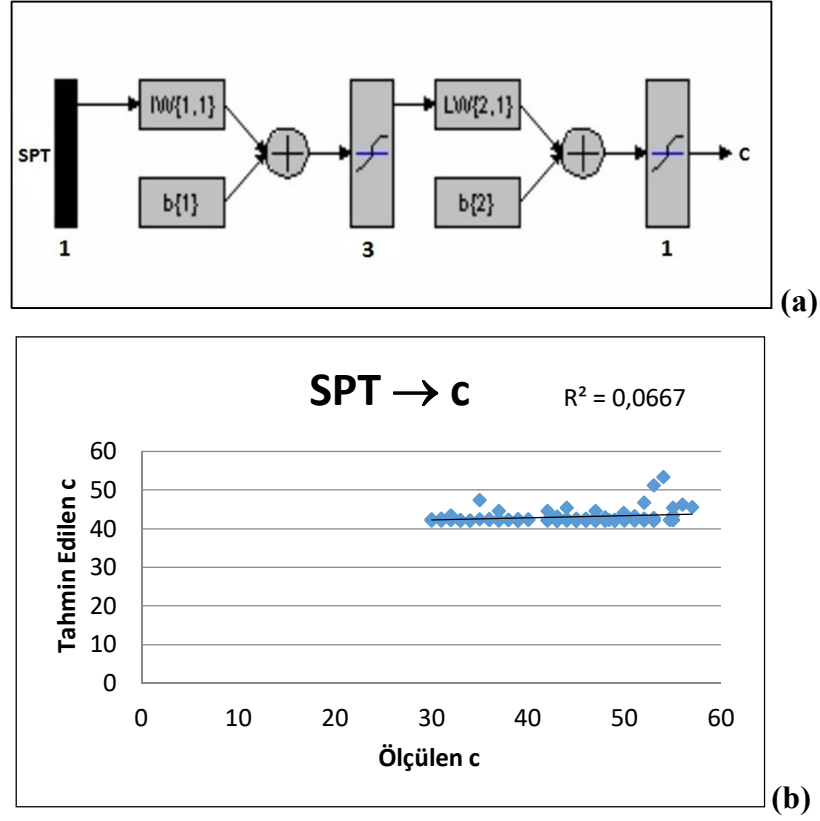 IW{1,1}
LW{2,1}
SPT
C
b{1}
b{2}
1
3
1
(a)
SPT → c
R² = 0,0667
60
50
40
30
20
10
0
Tahmin Edilen c
0 10 20 30 40 50 60
Ölçülen c
(b)